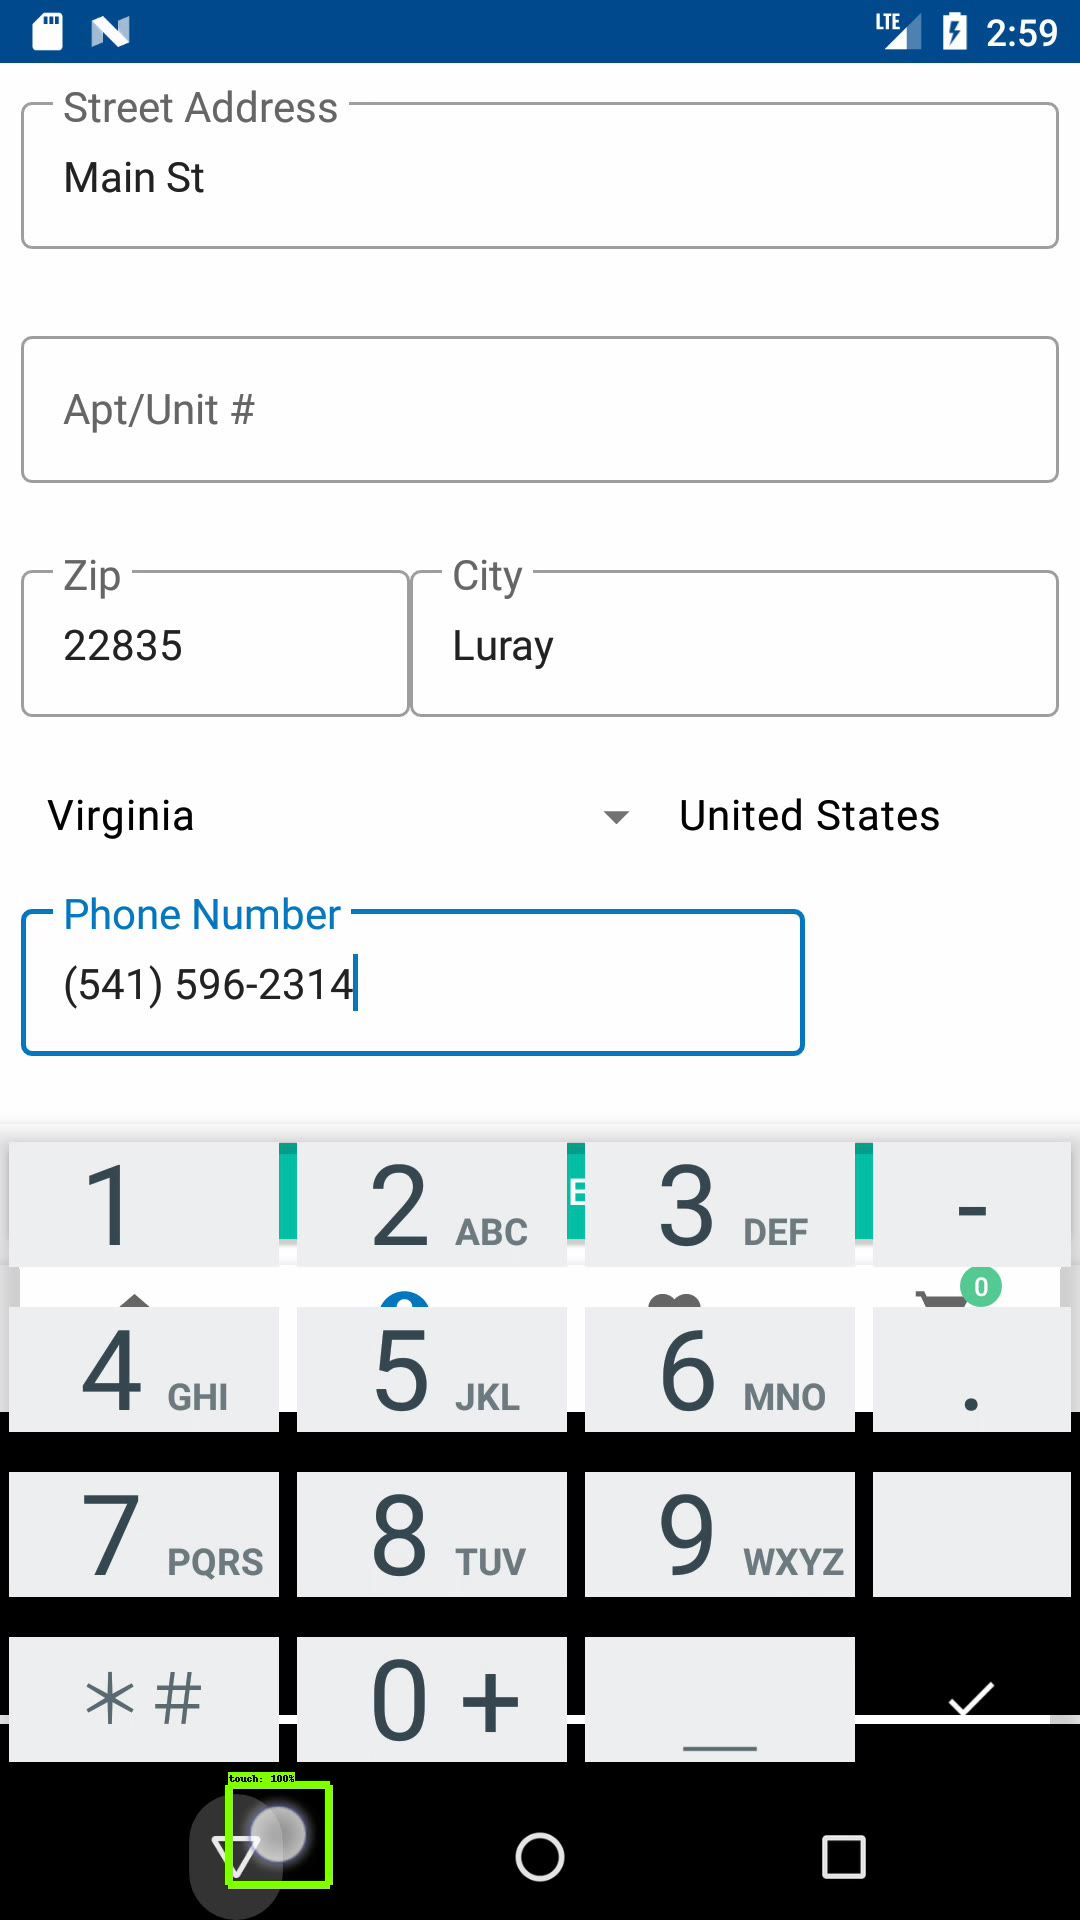 LTE 2:59
Street Address
Main St
Apt/Unit #
Zip City
22835 Luray
Virginia United States
Phone Number
(541) 596-2314
1 2 ABC E 3 DEF -
0
4 GHI 5 JKL 6 MNO .
7 PQRS 8 TUV 9 WXYZ
*# 0 + _
touch: 100%